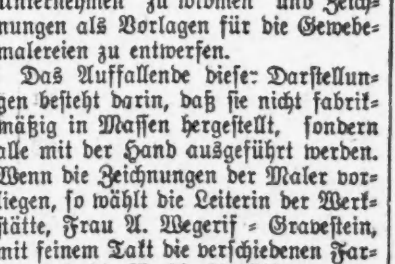 unternehmen zu widmen und Zeich-
nungen als Vorlagen für die Gewebe-
malereien zu entwerfen.
Das Auffallende dieser Darstellun-
gen besteht darin, daß sie nicht fabrik-
mäßig in Massen hergestellt, sondern
alle mit der Hand ausgeführt werden.
Wenn die Zeichnungen der Maler vor-
liegen, so wählt die Leiterin der Werk-
stätte, Frau A. Wegerif - Gravestein,
mit feinem Takt die verschiedenen Far-